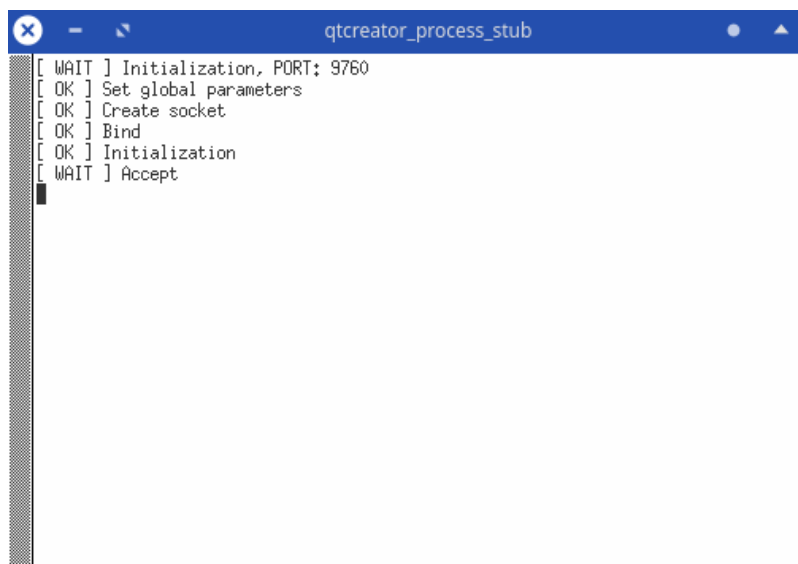 qtcreator_process_stub
[ WAIT ] Initialization, PORT: 9760
[ OK ] Set global parameters
[ OK ] Create socket
[ OK ] Bind
[ OK ] Initialization
[ WAIT ] Accept